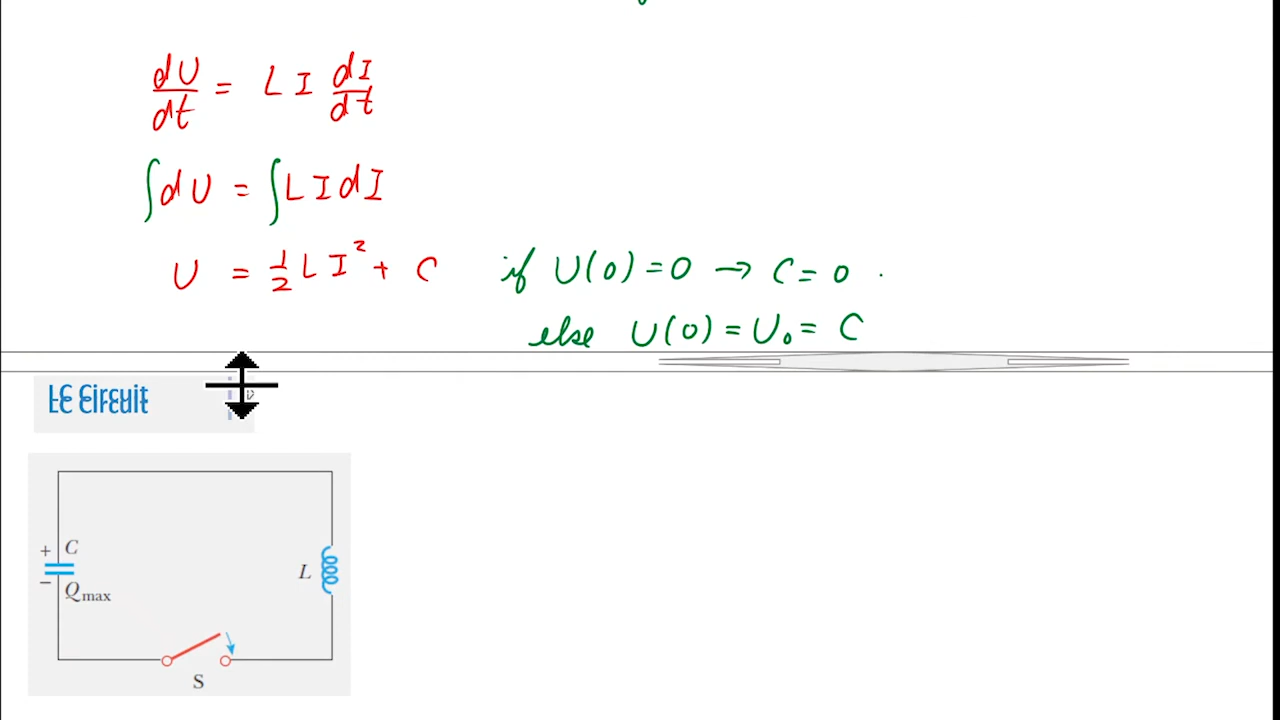 dU/dt = L I dI/dt
∫dU = ∫L I dI
U = 1/2 L I² + C if U(0) = 0 → C = 0 .
else U(0) = U₀ = C
LC Circuit
+ C
L
− Qmax
S